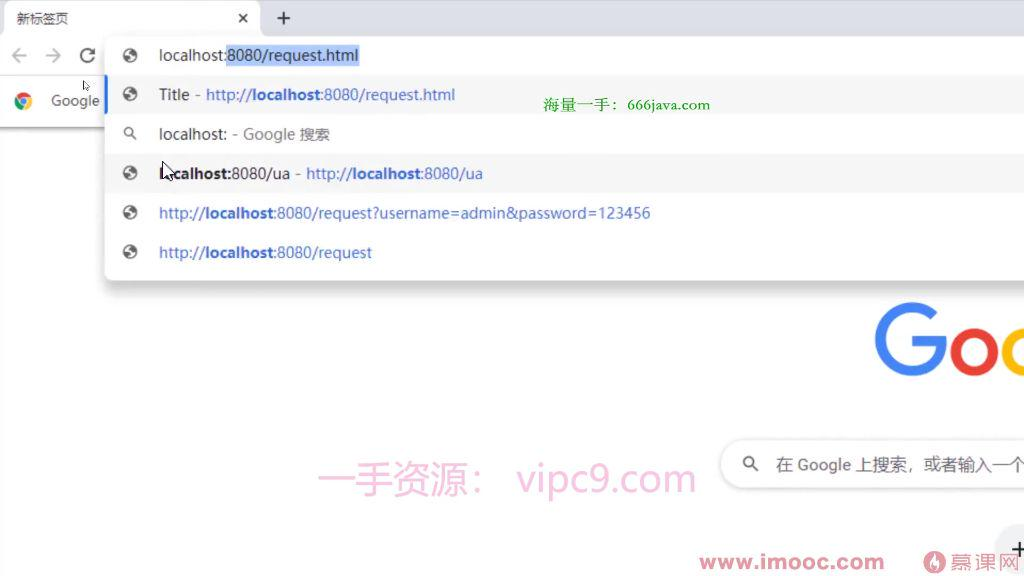 新标签页
localhost:8080/request.html
Title - http://localhost:8080/request.html
海量一手：666java.com
Google
localhost: - Google 搜索
localhost:8080/ua - http://localhost:8080/ua
http://localhost:8080/request?username=admin&password=123456
http://localhost:8080/request
Goo
在 Google 上搜索，或者输入一个
一手资源： vipc9.com
www.imooc.com 慕课网